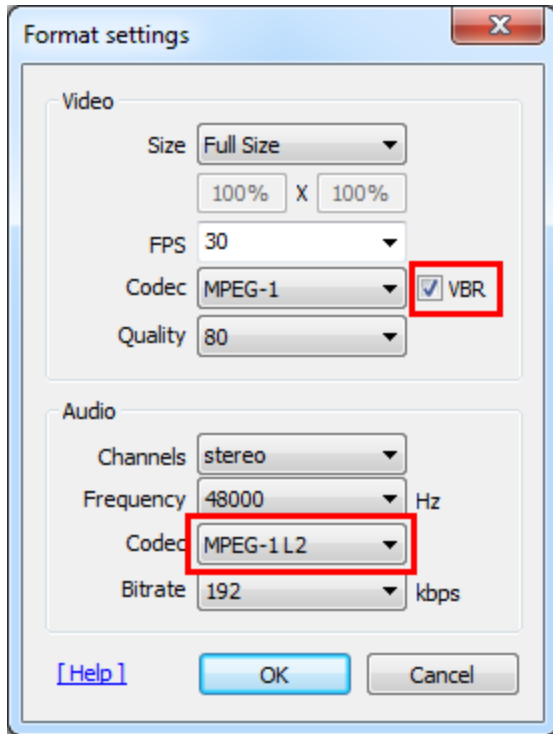 Format settings
Video
Size Full Size
100% X 100%
FPS 30
Codec MPEG-1 VBR
Quality 80
Audio
Channels stereo
Frequency 48000 Hz
Codec MPEG-1 L2
Bitrate 192 kbps
[ Help ] OK Cancel